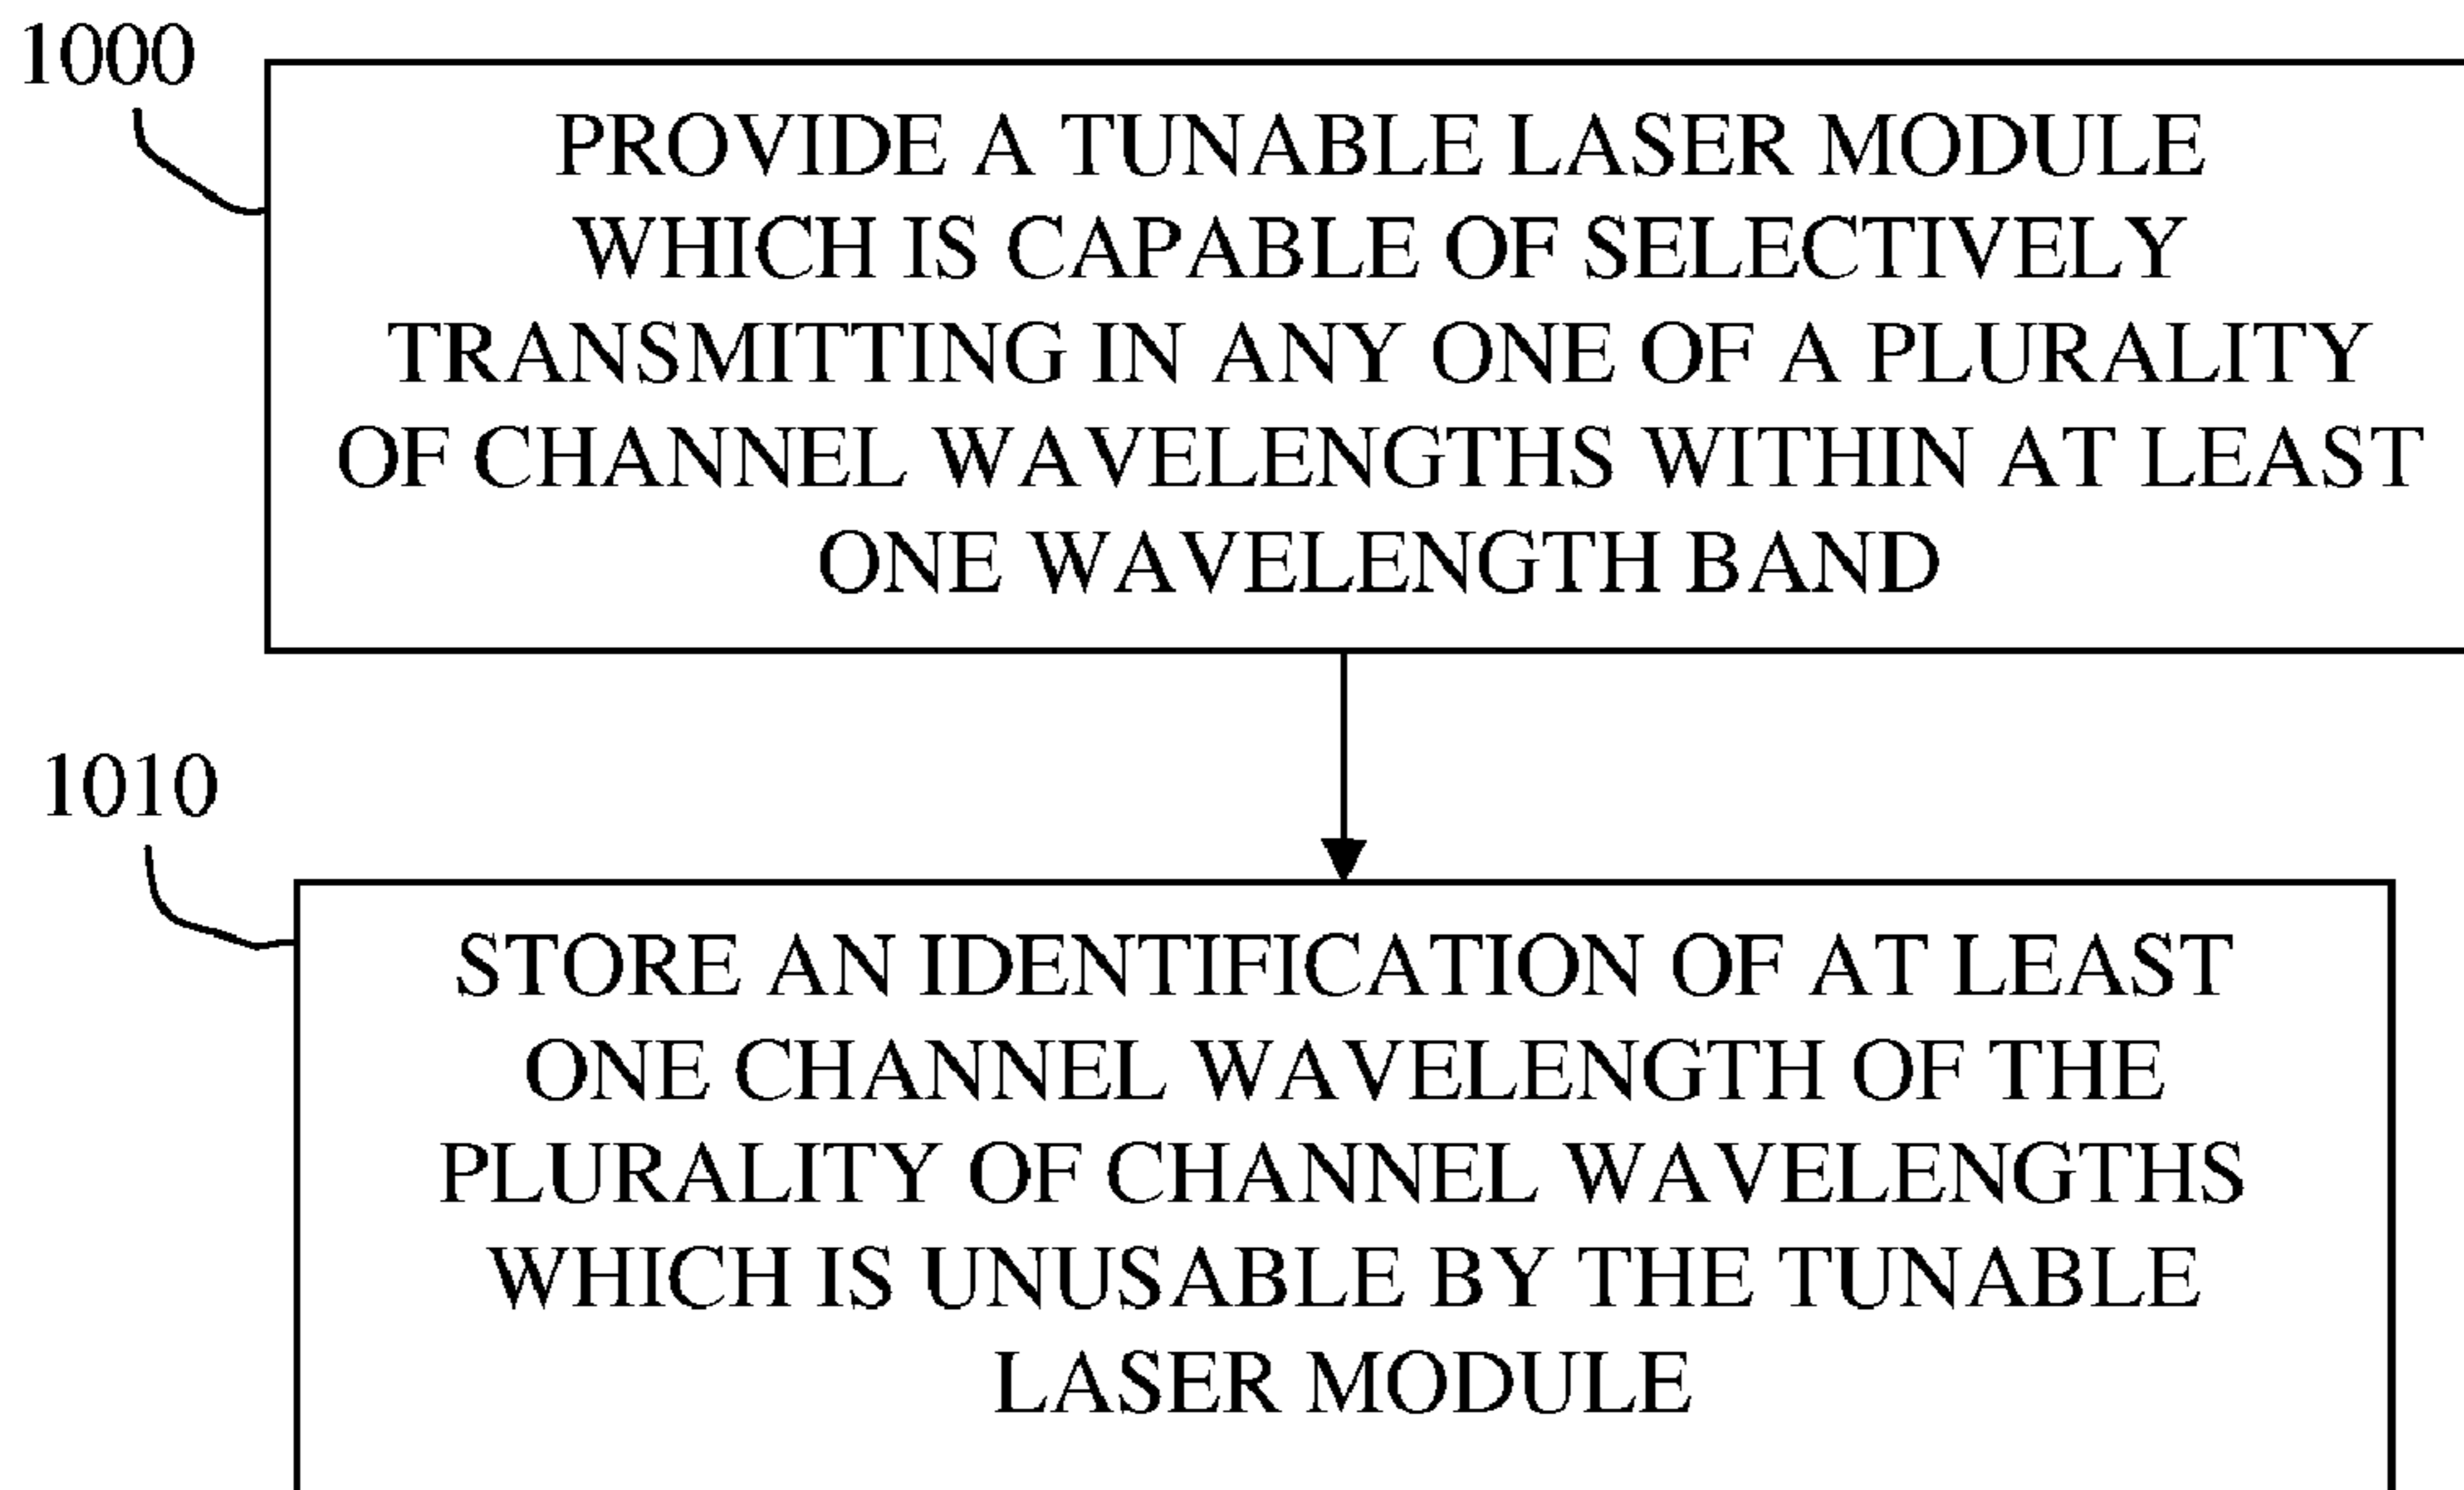 1000
PROVIDE A TUNABLE LASER MODULE
WHICH IS CAPABLE OF SELECTIVELY
TRANSMITTING IN ANY ONE OF A PLURALITY
OF CHANNEL WAVELENGTHS WITHIN AT LEAST
ONE WAVELENGTH BAND
1010
STORE AN IDENTIFICATION OF AT LEAST
ONE CHANNEL WAVELENGTH OF THE
PLURALITY OF CHANNEL WAVELENGTHS
WHICH IS UNUSABLE BY THE TUNABLE
LASER MODULE